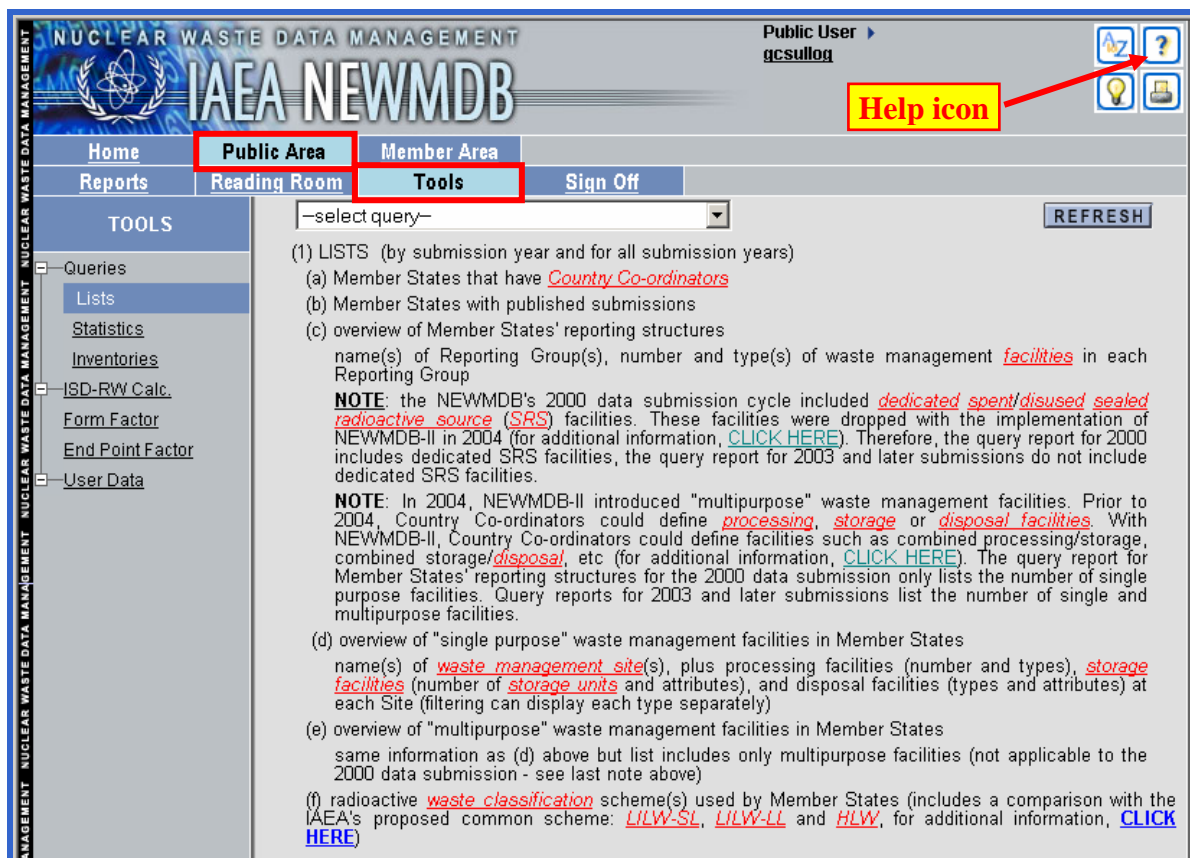 NUCLEAR WASTE DATA MANAGEMENT
IAEA NEWMDB
Public User
gcsullog
AZ
?
Help icon
Home
Public Area
Member Area
Reports
Reading Room
Tools
Sign Off
TOOLS
Queries
Lists
Statistics
Inventories
ISD-RW Calc.
Form Factor
End Point Factor
User Data
—select query—
REFRESH
(1) LISTS (by submission year and for all submission years)
(a) Member States that have Country Co-ordinators
(b) Member States with published submissions
(c) overview of Member States' reporting structures
name(s) of Reporting Group(s), number and type(s) of waste management facilities in each
Reporting Group
NOTE: the NEWMDB's 2000 data submission cycle included dedicated spent/disused sealed
radioactive source (SRS) facilities. These facilities were dropped with the implementation of
NEWMDB-II in 2004 (for additional information, CLICK HERE). Therefore, the query report for 2000
includes dedicated SRS facilities, the query report for 2003 and later submissions do not include
dedicated SRS facilities.
NOTE: In 2004, NEWMDB-II introduced "multipurpose" waste management facilities. Prior to
2004, Country Co-ordinators could define processing, storage or disposal facilities. With
NEWMDB-II, Country Co-ordinators could define facilities such as combined processing/storage,
combined storage/disposal, etc (for additional information, CLICK HERE). The query report for
Member States' reporting structures for the 2000 data submission only lists the number of single
purpose facilities. Query reports for 2003 and later submissions list the number of single and
multipurpose facilities.
(d) overview of "single purpose" waste management facilities in Member States
name(s) of waste management site(s), plus processing facilities (number and types), storage
facilities (number of storage units and attributes), and disposal facilities (types and attributes) at
each Site (filtering can display each type separately)
(e) overview of "multipurpose" waste management facilities in Member States
same information as (d) above but list includes only multipurpose facilities (not applicable to the
2000 data submission - see last note above)
(f) radioactive waste classification scheme(s) used by Member States (includes a comparison with the
IAEA's proposed common scheme: LILW-SL, LILW-LL and HLW, for additional information, CLICK
HERE)
NUCLEAR WASTE DATA MANAGEMENT NUCLEAR WASTE DATA MANAGEMENT NUCLEAR WASTE DATA MANAGEMENT NUCLEAR WASTE DATA MANAGEMENT